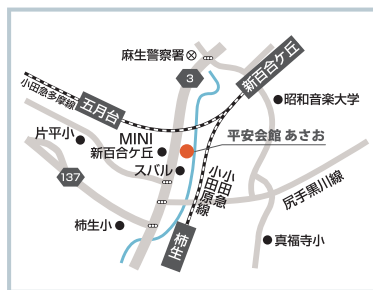 麻生警察署
3
新百合ケ丘
小田急多摩線
五月台
昭和音楽大学
片平小
MINI
新百合ケ丘
平安会館 あさお
スバル
小田急
小田原線
尻手黒川線
137
柿生小
柿生
真福寺小